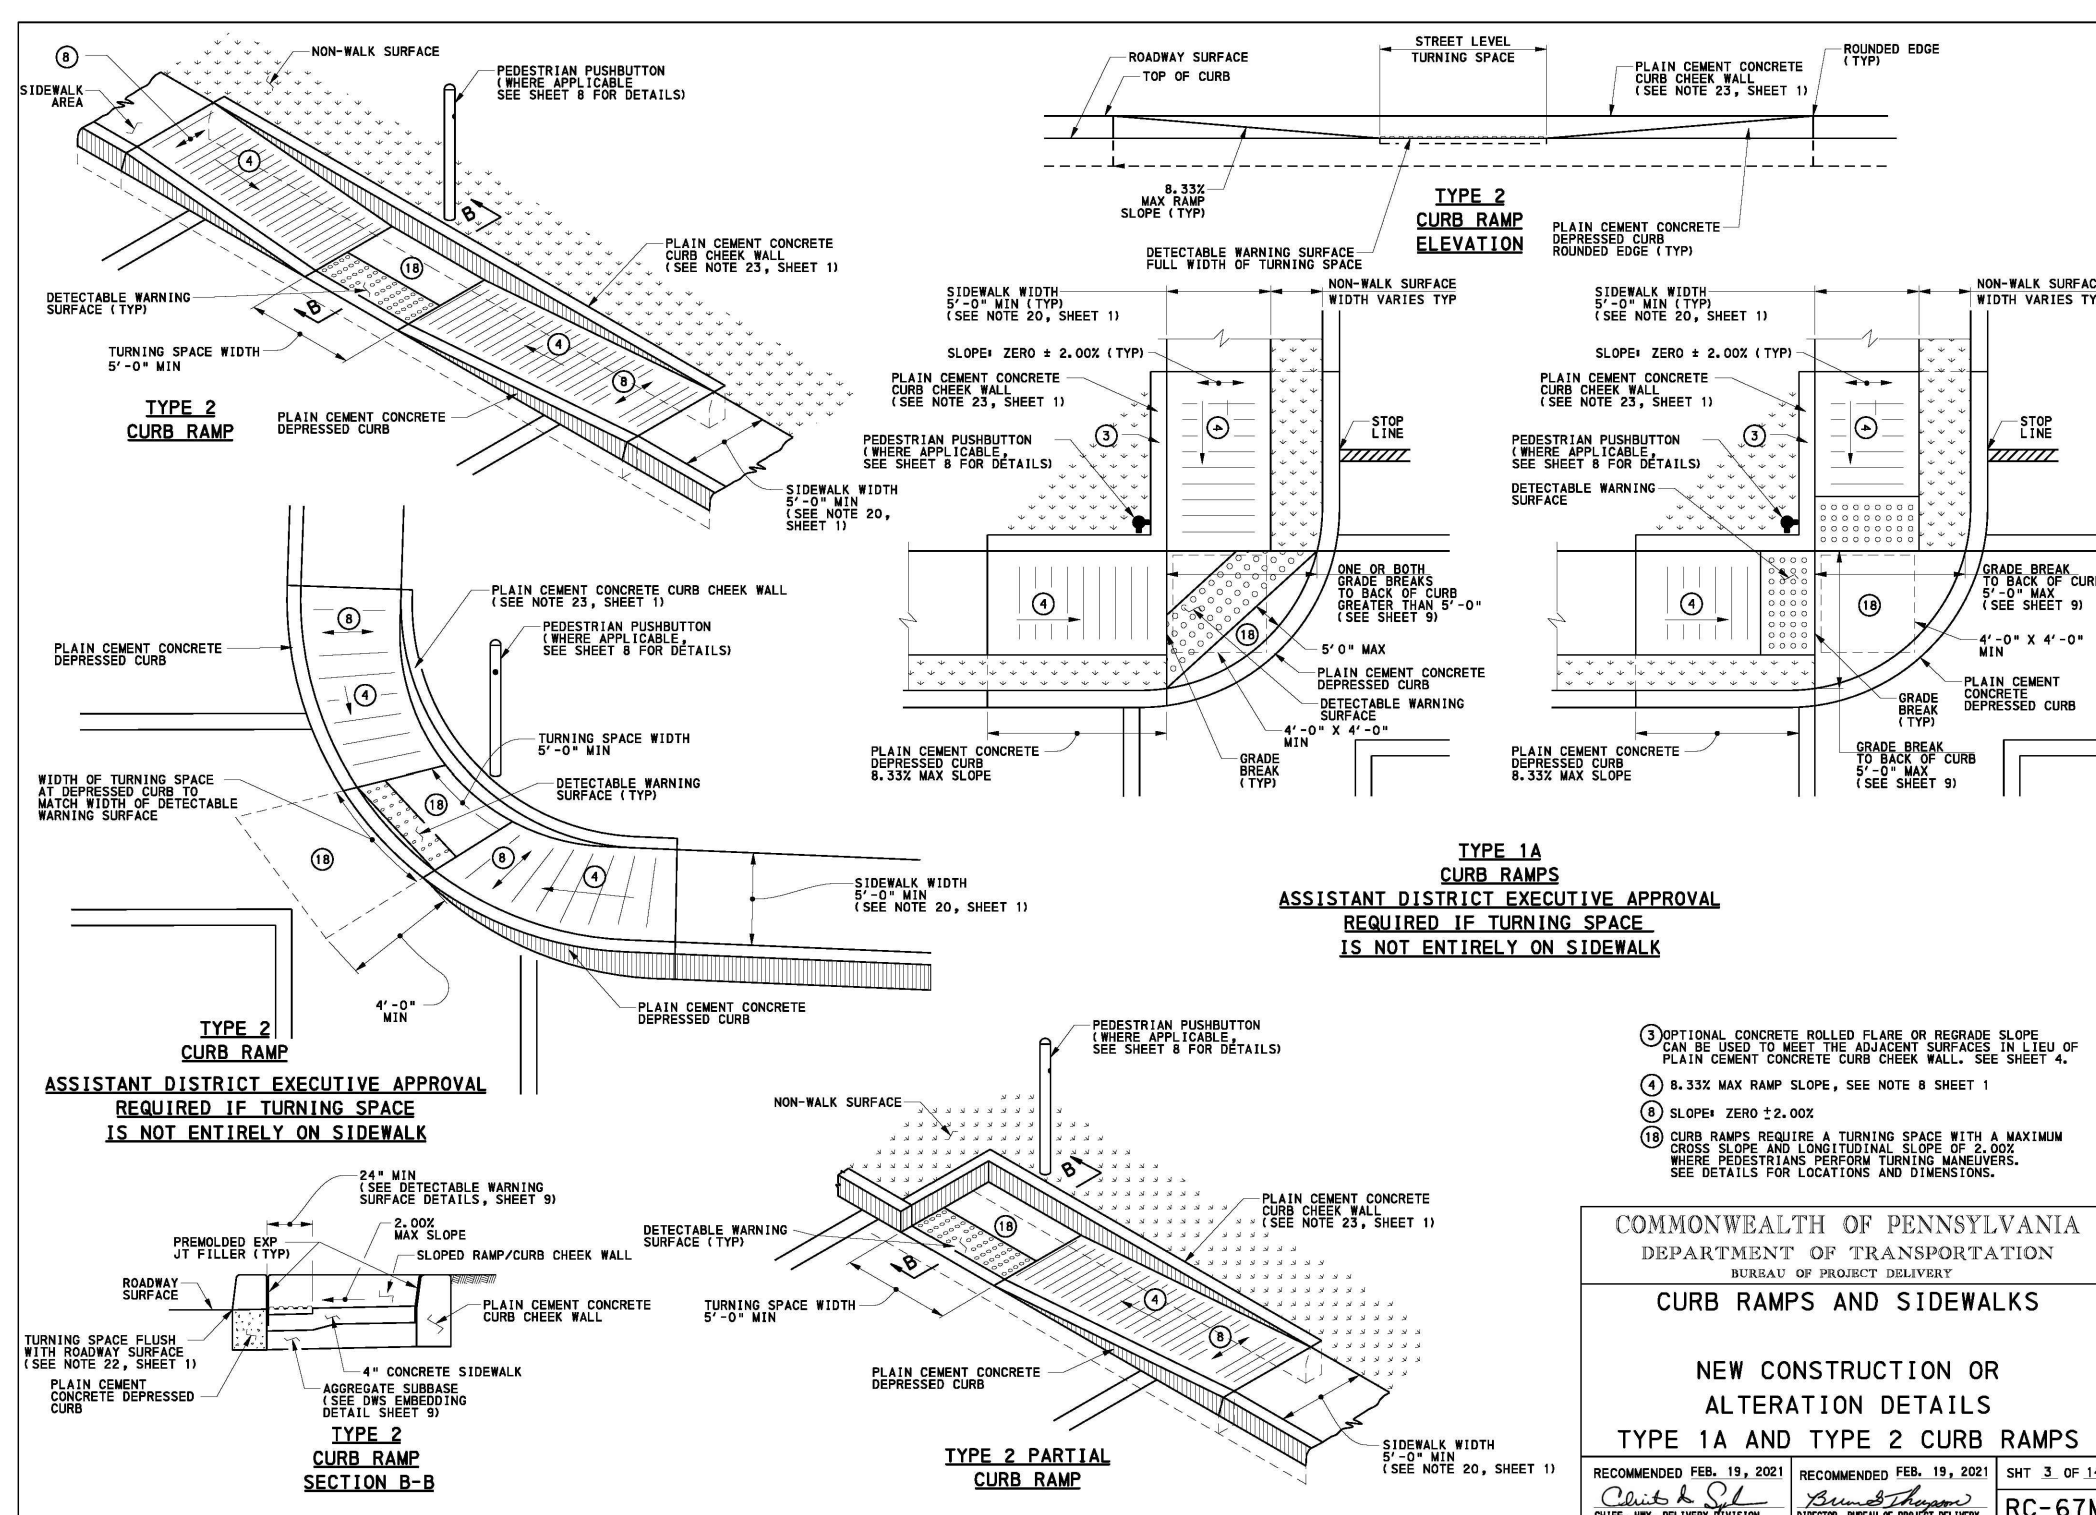 8
NON-WALK SURFACE
SIDEWALK
AREA
PEDESTRIAN PUSHBUTTON
(WHERE APPLICABLE
SEE SHEET 8 FOR DETAILS)
4
B
PLAIN CEMENT CONCRETE
CURB CHEEK WALL
(SEE NOTE 23, SHEET 1)
18
DETECTABLE WARNING
SURFACE (TYP)
B
TURNING SPACE WIDTH
5'-0" MIN
4
8
TYPE 2
CURB RAMP
PLAIN CEMENT CONCRETE
DEPRESSED CURB
SIDEWALK WIDTH
5'-0" MIN
(SEE NOTE 20,
SHEET 1)
STREET LEVEL
TURNING SPACE
ROADWAY SURFACE
TOP OF CURB
PLAIN CEMENT CONCRETE
CURB CHEEK WALL
(SEE NOTE 23, SHEET 1)
ROUNDED EDGE
(TYP)
8.33%
MAX RAMP
SLOPE (TYP)
TYPE 2
CURB RAMP
ELEVATION
PLAIN CEMENT CONCRETE
DEPRESSED CURB
ROUNDED EDGE (TYP)
DETECTABLE WARNING SURFACE
FULL WIDTH OF TURNING SPACE
SIDEWALK WIDTH
5'-0" MIN (TYP)
(SEE NOTE 20, SHEET 1)
NON-WALK SURFACE
WIDTH VARIES TYP
SLOPE: ZERO ± 2.00% (TYP)
PLAIN CEMENT CONCRETE
CURB CHEEK WALL
(SEE NOTE 23, SHEET 1)
3
4
STOP
LINE
PEDESTRIAN PUSHBUTTON
(WHERE APPLICABLE,
SEE SHEET 8 FOR DETAILS)
4
18
ONE OR BOTH
GRADE BREAKS
TO BACK OF CURB
GREATER THAN 5'-0"
(SEE SHEET 9)
5'0" MAX
PLAIN CEMENT CONCRETE
DEPRESSED CURB
DETECTABLE WARNING
SURFACE
4'-0" X 4'-0"
MIN
GRADE
BREAK
(TYP)
PLAIN CEMENT CONCRETE
DEPRESSED CURB
8.33% MAX SLOPE
SIDEWALK WIDTH
5'-0" MIN (TYP)
(SEE NOTE 20, SHEET 1)
NON-WALK SURFAC
WIDTH VARIES TY
SLOPE: ZERO ± 2.00% (TYP)
PLAIN CEMENT CONCRETE
CURB CHEEK WALL
(SEE NOTE 23, SHEET 1)
3
4
STOP
LINE
PEDESTRIAN PUSHBUTTON
(WHERE APPLICABLE,
SEE SHEET 8 FOR DETAILS)
DETECTABLE WARNING
SURFACE
4
18
GRADE BREAK
TO BACK OF CUR
5'-0" MAX
(SEE SHEET 9)
4'-0" X 4'-0"
MIN
PLAIN CEMENT
CONCRETE
DEPRESSED CURB
GRADE
BREAK
(TYP)
GRADE BREAK
TO BACK OF CURB
5'-0" MAX
(SEE SHEET 9)
PLAIN CEMENT CONCRETE
DEPRESSED CURB
8.33% MAX SLOPE
TYPE 1A
CURB RAMPS
ASSISTANT DISTRICT EXECUTIVE APPROVAL
REQUIRED IF TURNING SPACE
IS NOT ENTIRELY ON SIDEWALK
PLAIN CEMENT CONCRETE CURB CHEEK WALL
(SEE NOTE 23, SHEET 1)
8
PEDESTRIAN PUSHBUTTON
(WHERE APPLICABLE,
SEE SHEET 8 FOR DETAILS)
PLAIN CEMENT CONCRETE
DEPRESSED CURB
4
TURNING SPACE WIDTH
5'-0" MIN
WIDTH OF TURNING SPACE
AT DEPRESSED CURB TO
MATCH WIDTH OF DETECTABLE
WARNING SURFACE
DETECTABLE WARNING
SURFACE (TYP)
18
18
8
4
SIDEWALK WIDTH
5'-0" MIN
(SEE NOTE 20, SHEET 1)
4'-0"
MIN
PLAIN CEMENT CONCRETE
DEPRESSED CURB
TYPE 2
CURB RAMP
ASSISTANT DISTRICT EXECUTIVE APPROVAL
REQUIRED IF TURNING SPACE
IS NOT ENTIRELY ON SIDEWALK
24" MIN
(SEE DETECTABLE WARNING
SURFACE DETAILS, SHEET 9)
PREMOLDED EXP
JT FILLER (TYP)
2.00%
MAX SLOPE
SLOPED RAMP/CURB CHEEK WALL
ROADWAY
SURFACE
PLAIN CEMENT CONCRETE
CURB CHEEK WALL
TURNING SPACE FLUSH
WITH ROADWAY SURFACE
(SEE NOTE 22, SHEET 1)
4" CONCRETE SIDEWALK
PLAIN CEMENT
CONCRETE DEPRESSED
CURB
AGGREGATE SUBBASE
(SEE DWS EMBEDDING
DETAIL SHEET 9)
TYPE 2
CURB RAMP
SECTION B-B
PEDESTRIAN PUSHBUTTON
(WHERE APPLICABLE,
SEE SHEET 8 FOR DETAILS)
NON-WALK SURFACE
B
PLAIN CEMENT CONCRETE
CURB CHEEK WALL
(SEE NOTE 23, SHEET 1)
DETECTABLE WARNING
SURFACE (TYP)
18
B
TURNING SPACE WIDTH
5'-0" MIN
4
8
PLAIN CEMENT CONCRETE
DEPRESSED CURB
SIDEWALK WIDTH
5'-0" MIN
(SEE NOTE 20, SHEET 1)
TYPE 2 PARTIAL
CURB RAMP
3 OPTIONAL CONCRETE ROLLED FLARE OR REGRADE SLOPE
CAN BE USED TO MEET THE ADJACENT SURFACES IN LIEU OF
PLAIN CEMENT CONCRETE CURB CHEEK WALL. SEE SHEET 4.
4 8.33% MAX RAMP SLOPE, SEE NOTE 8 SHEET 1
8 SLOPE: ZERO ±2.00%
18 CURB RAMPS REQUIRE A TURNING SPACE WITH A MAXIMUM
CROSS SLOPE AND LONGITUDINAL SLOPE OF 2.00%
WHERE PEDESTRIANS PERFORM TURNING MANEUVERS.
SEE DETAILS FOR LOCATIONS AND DIMENSIONS.
COMMONWEALTH OF PENNSYLVANIA
DEPARTMENT OF TRANSPORTATION
BUREAU OF PROJECT DELIVERY
CURB RAMPS AND SIDEWALKS
NEW CONSTRUCTION OR
ALTERATION DETAILS
TYPE 1A AND TYPE 2 CURB RAMPS
RECOMMENDED FEB. 19, 2021
RECOMMENDED FEB. 19, 2021
SHT 3 OF 1
RC-67